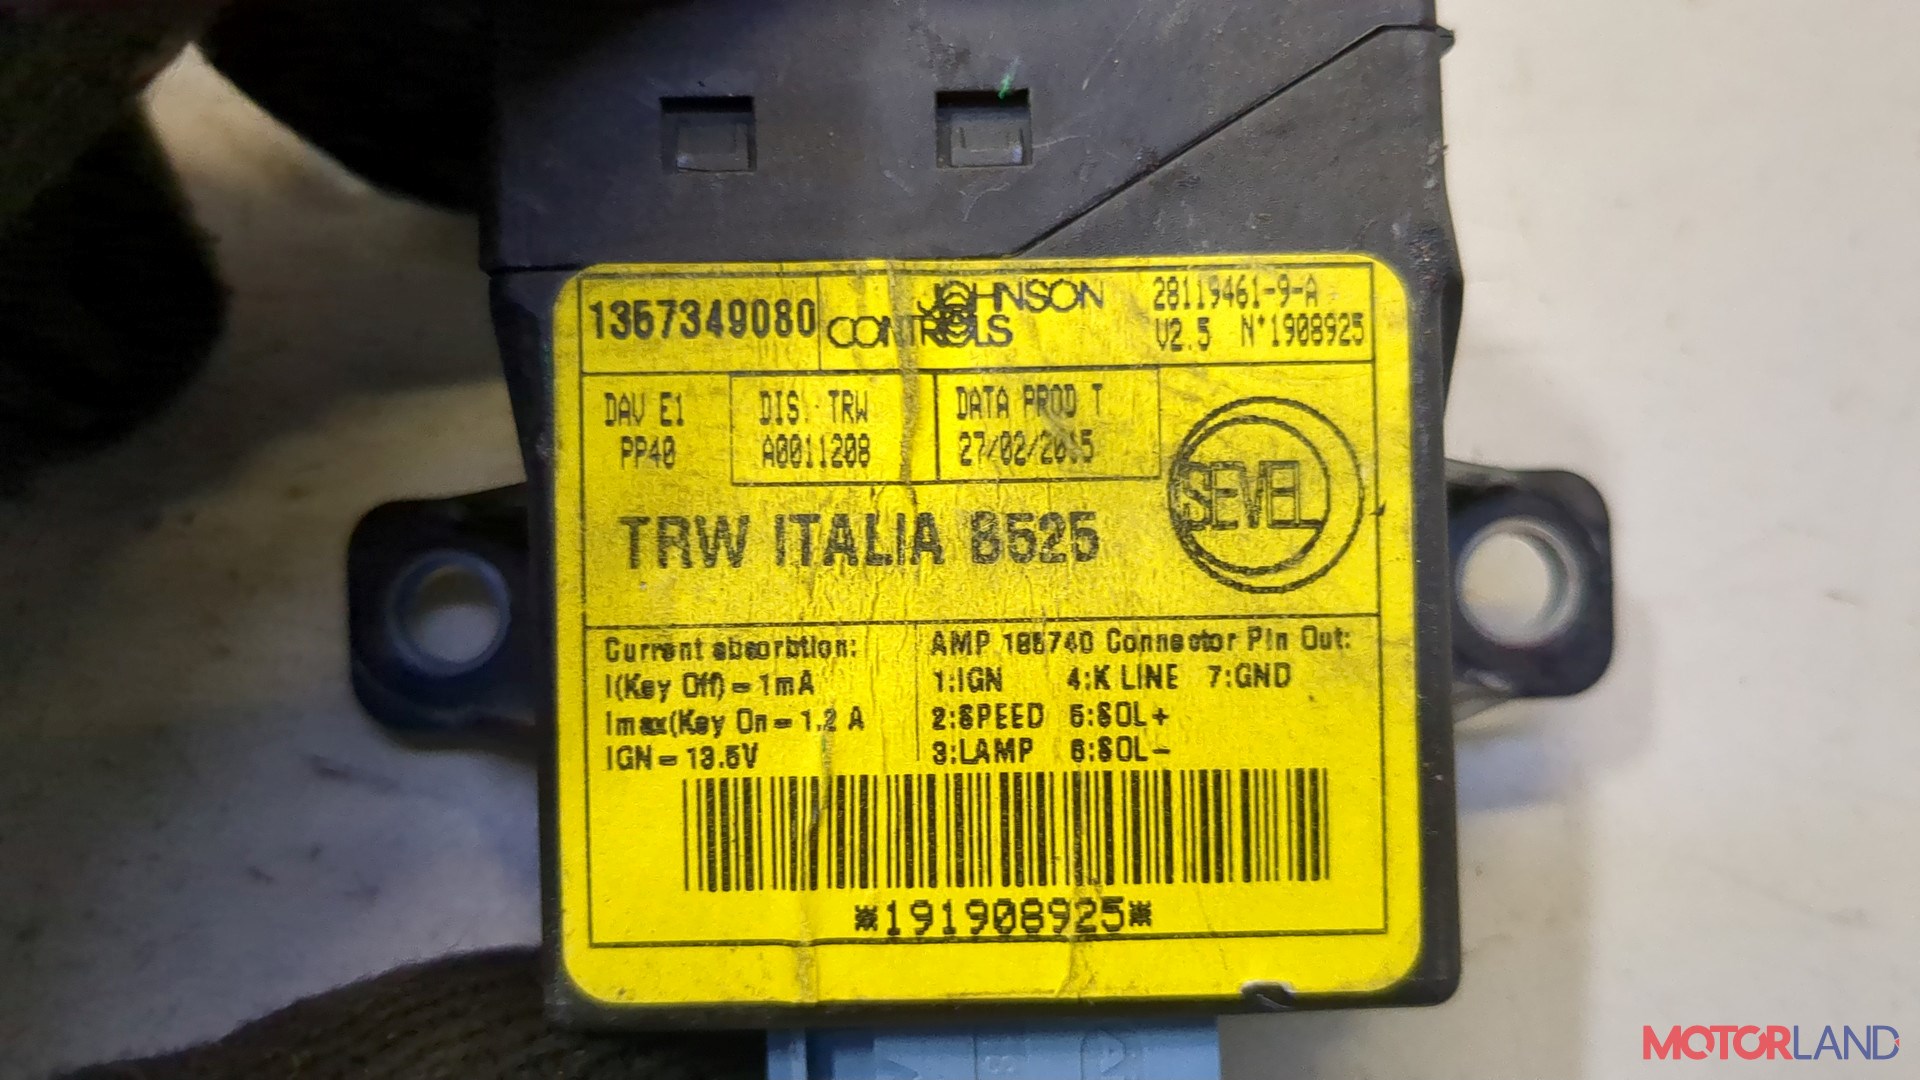 1367349080 JOHNSON CONTROLS 28119461-9-A
V2.5 N°1908925
DAV E1 DIS. TRW DATA PROD T
PP40 A0011208 27/02/2015
TRW ITALIA 8525
SEVEL
Current absorbtion:
I(Key Off) = 1mA
Imax(Key On = 1.2 A
IGN = 13.5V
AMP 185740 Connector Pin Out:
1:IGN 4:K LINE 7:GND
2:SPEED 5:SOL+
3:LAMP 6:SOL-
*191908925*
MOTORLAND